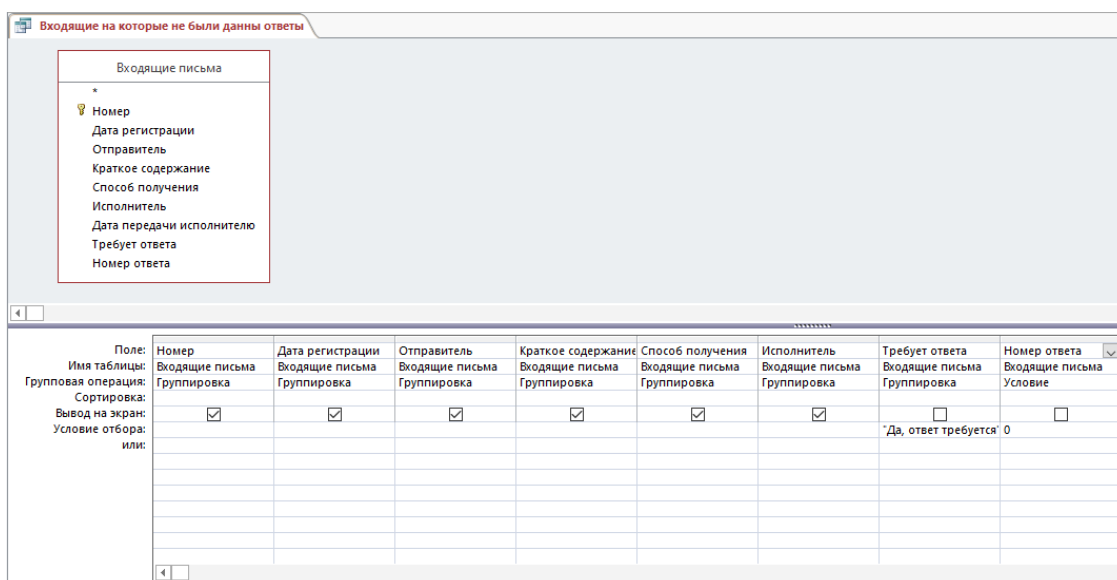 Входящие на которые не были данны ответы
Входящие письма
*
Номер
Дата регистрации
Отправитель
Краткое содержание
Способ получения
Исполнитель
Дата передачи исполнителю
Требует ответа
Номер ответа
Поле: Номер Дата регистрации Отправитель Краткое содержание Способ получения Исполнитель Требует ответа Номер ответа
Имя таблицы: Входящие письма Входящие письма Входящие письма Входящие письма Входящие письма Входящие письма Входящие письма Входящие письма
Групповая операция: Группировка Группировка Группировка Группировка Группировка Группировка Группировка Условие
Сортировка:
Вывод на экран:
Условие отбора: "Да, ответ требуется" 0
или: